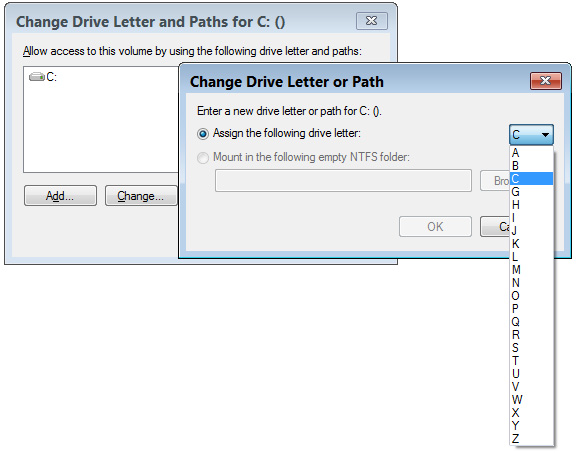 Change Drive Letter and Paths for C: ()
Allow access to this volume by using the following drive letter and paths:
C:
Add...
Change...
Change Drive Letter or Path
Enter a new drive letter or path for C: ().
Assign the following drive letter:
C
Mount in the following empty NTFS folder:
Bro
OK
Ca
A
B
C
G
H
I
J
K
L
M
N
O
P
Q
R
S
T
U
V
W
X
Y
Z